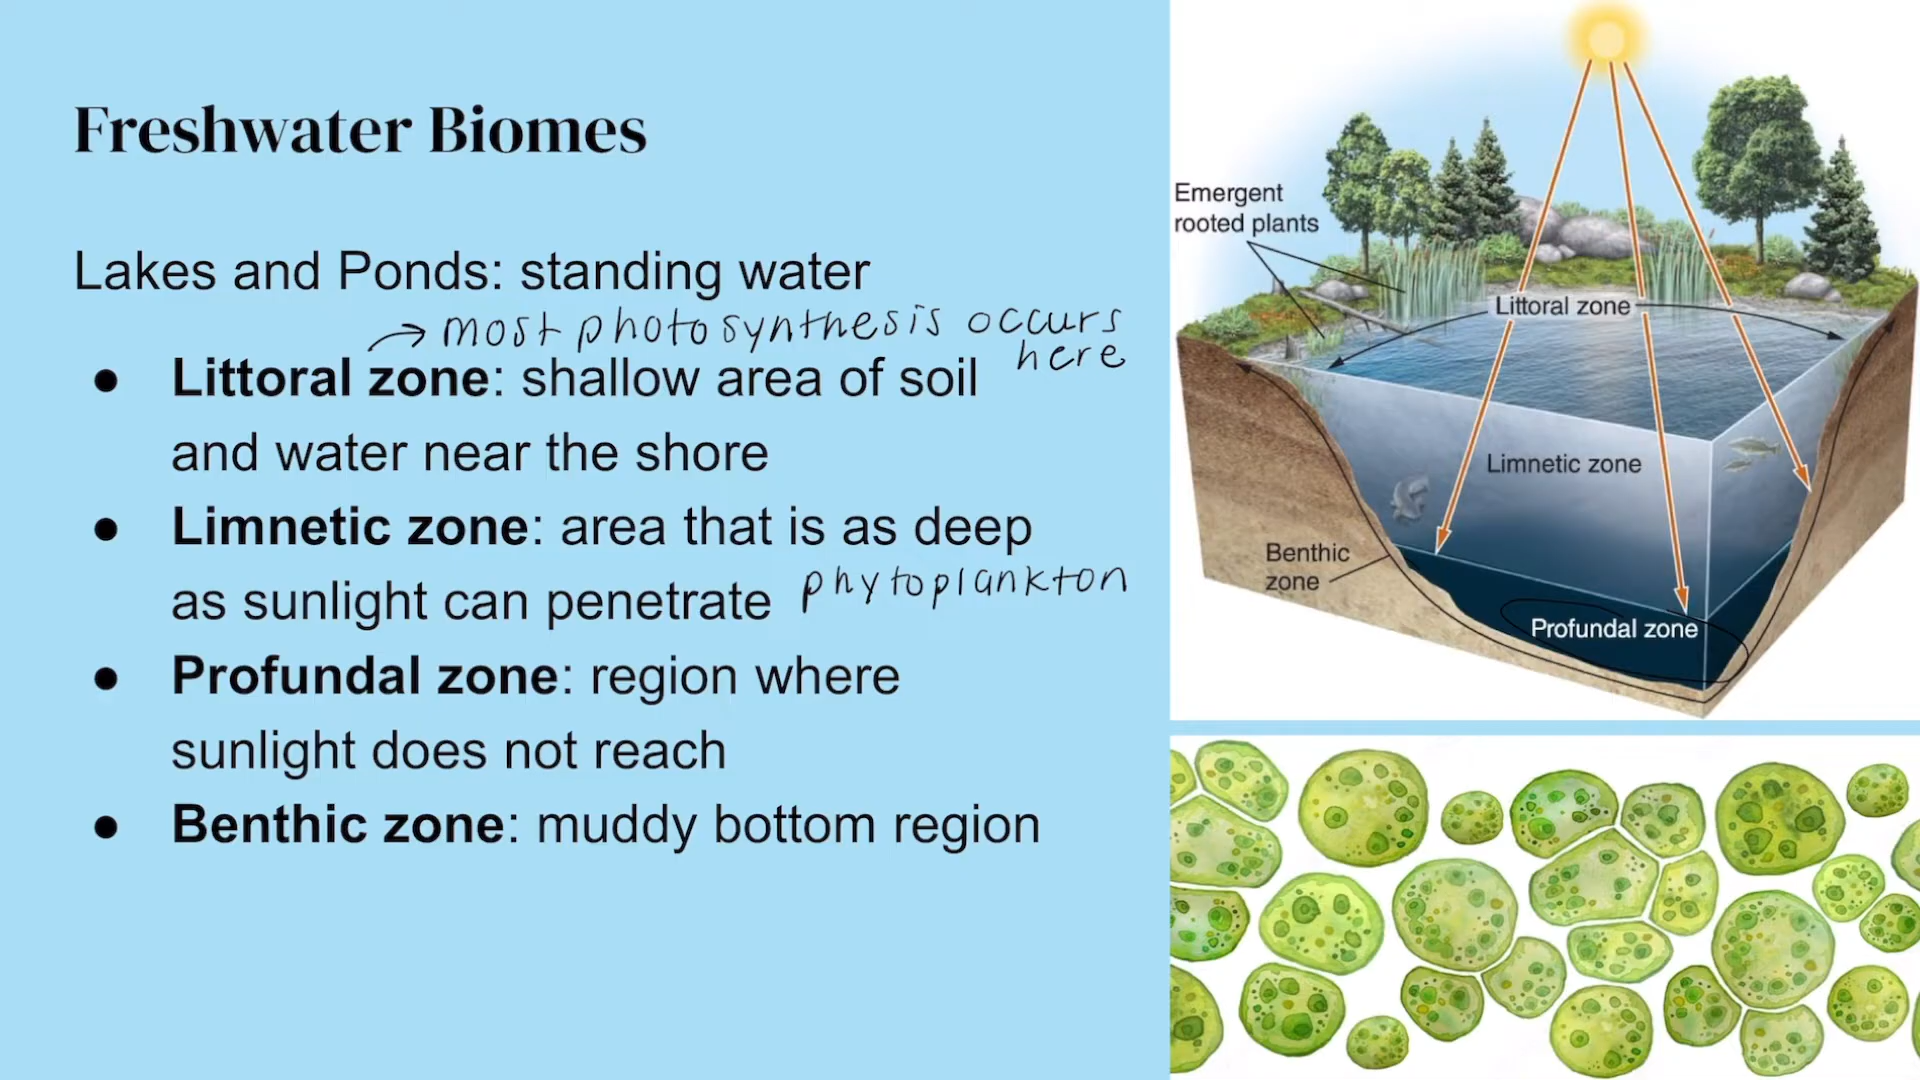 Freshwater Biomes
Lakes and Ponds: standing water
→ most photosynthesis occurs
here
● Littoral zone: shallow area of soil
and water near the shore
● Limnetic zone: area that is as deep
as sunlight can penetrate phytoplankton
● Profundal zone: region where
sunlight does not reach
● Benthic zone: muddy bottom region
Emergent
rooted plants
Littoral zone
Limnetic zone
Benthic
zone
Profundal zone